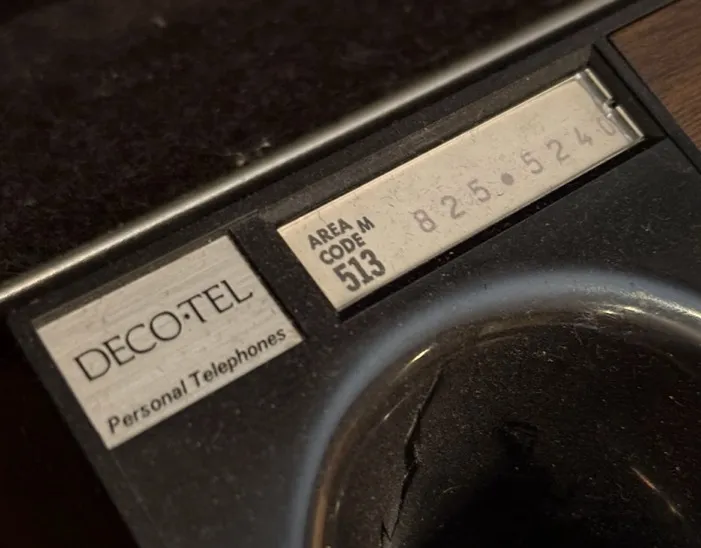 DECO·TEL
Personal Telephones
AREA
CODE M
513
825•5240